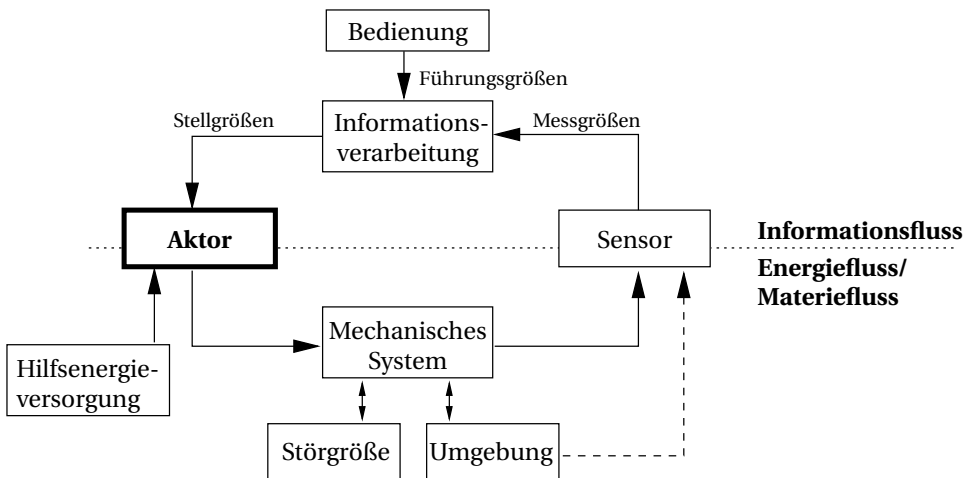 Bedienung
Führungsgrößen
Stellgrößen
Informations-
verarbeitung
Messgrößen
Aktor
Sensor
Informationsfluss
Energiefluss/
Materiefluss
Mechanisches
System
Hilfsenergie-
versorgung
Störgröße
Umgebung